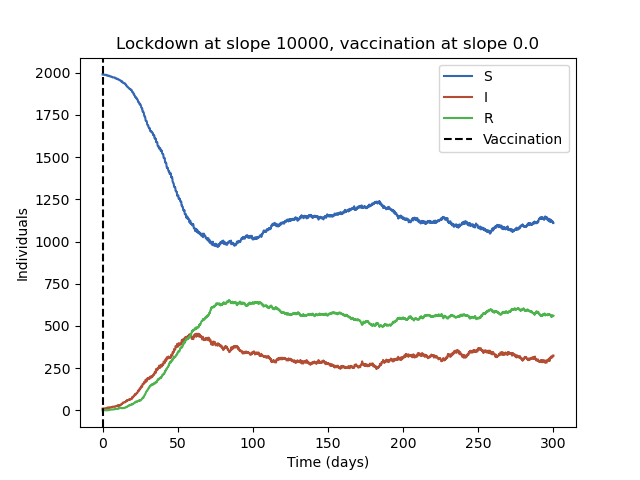 Lockdown at slope 10000, vaccination at slope 0.0
S
I
R
Vaccination
Individuals
2000
1750
1500
1250
1000
750
500
250
0
0 50 100 150 200 250 300
Time (days)